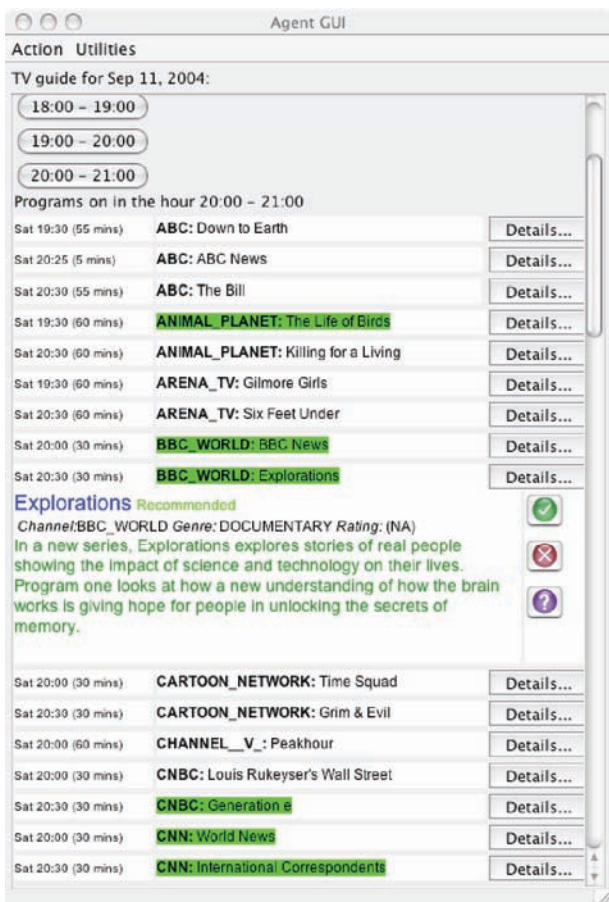 Agent GUI
Action Utilities
TV guide for Sep 11, 2004:
18:00 – 19:00
19:00 – 20:00
20:00 – 21:00
Programs on in the hour 20:00 – 21:00
Sat 19:30 (55 mins) ABC: Down to Earth Details...
Sat 20:25 (5 mins) ABC: ABC News Details...
Sat 20:30 (55 mins) ABC: The Bill Details...
Sat 19:30 (60 mins) ANIMAL_PLANET: The Life of Birds Details...
Sat 20:30 (60 mins) ANIMAL_PLANET: Killing for a Living Details...
Sat 19:30 (60 mins) ARENA_TV: Gilmore Girls Details...
Sat 20:30 (60 mins) ARENA_TV: Six Feet Under Details...
Sat 20:00 (30 mins) BBC_WORLD: BBC News Details...
Sat 20:30 (30 mins) BBC_WORLD: Explorations Details...
Explorations Recommended
Channel:BBC_WORLD Genre: DOCUMENTARY Rating: (NA)
In a new series, Explorations explores stories of real people
showing the impact of science and technology on their lives.
Program one looks at how a new understanding of how the brain
works is giving hope for people in unlocking the secrets of
memory.
Sat 20:00 (30 mins) CARTOON_NETWORK: Time Squad Details...
Sat 20:30 (30 mins) CARTOON_NETWORK: Grim & Evil Details...
Sat 20:00 (60 mins) CHANNEL__V_: Peakhour Details...
Sat 20:00 (30 mins) CNBC: Louis Rukeyser's Wall Street Details...
Sat 20:30 (30 mins) CNBC: Generation e Details...
Sat 20:00 (30 mins) CNN: World News Details...
Sat 20:30 (30 mins) CNN: International Correspondents Details...